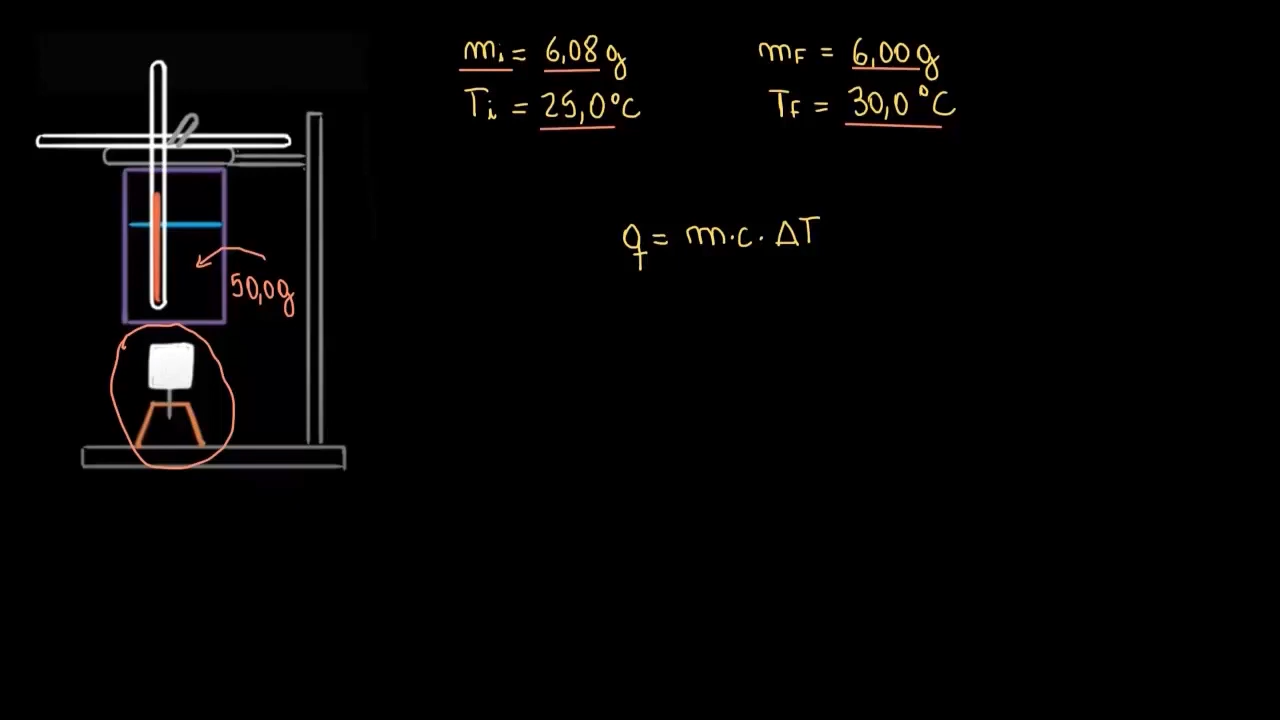 mi = 6,08 g
Ti = 25,0 °C
mF = 6,00 g
TF = 30,0 °C
q = m·c·ΔT
50,0g